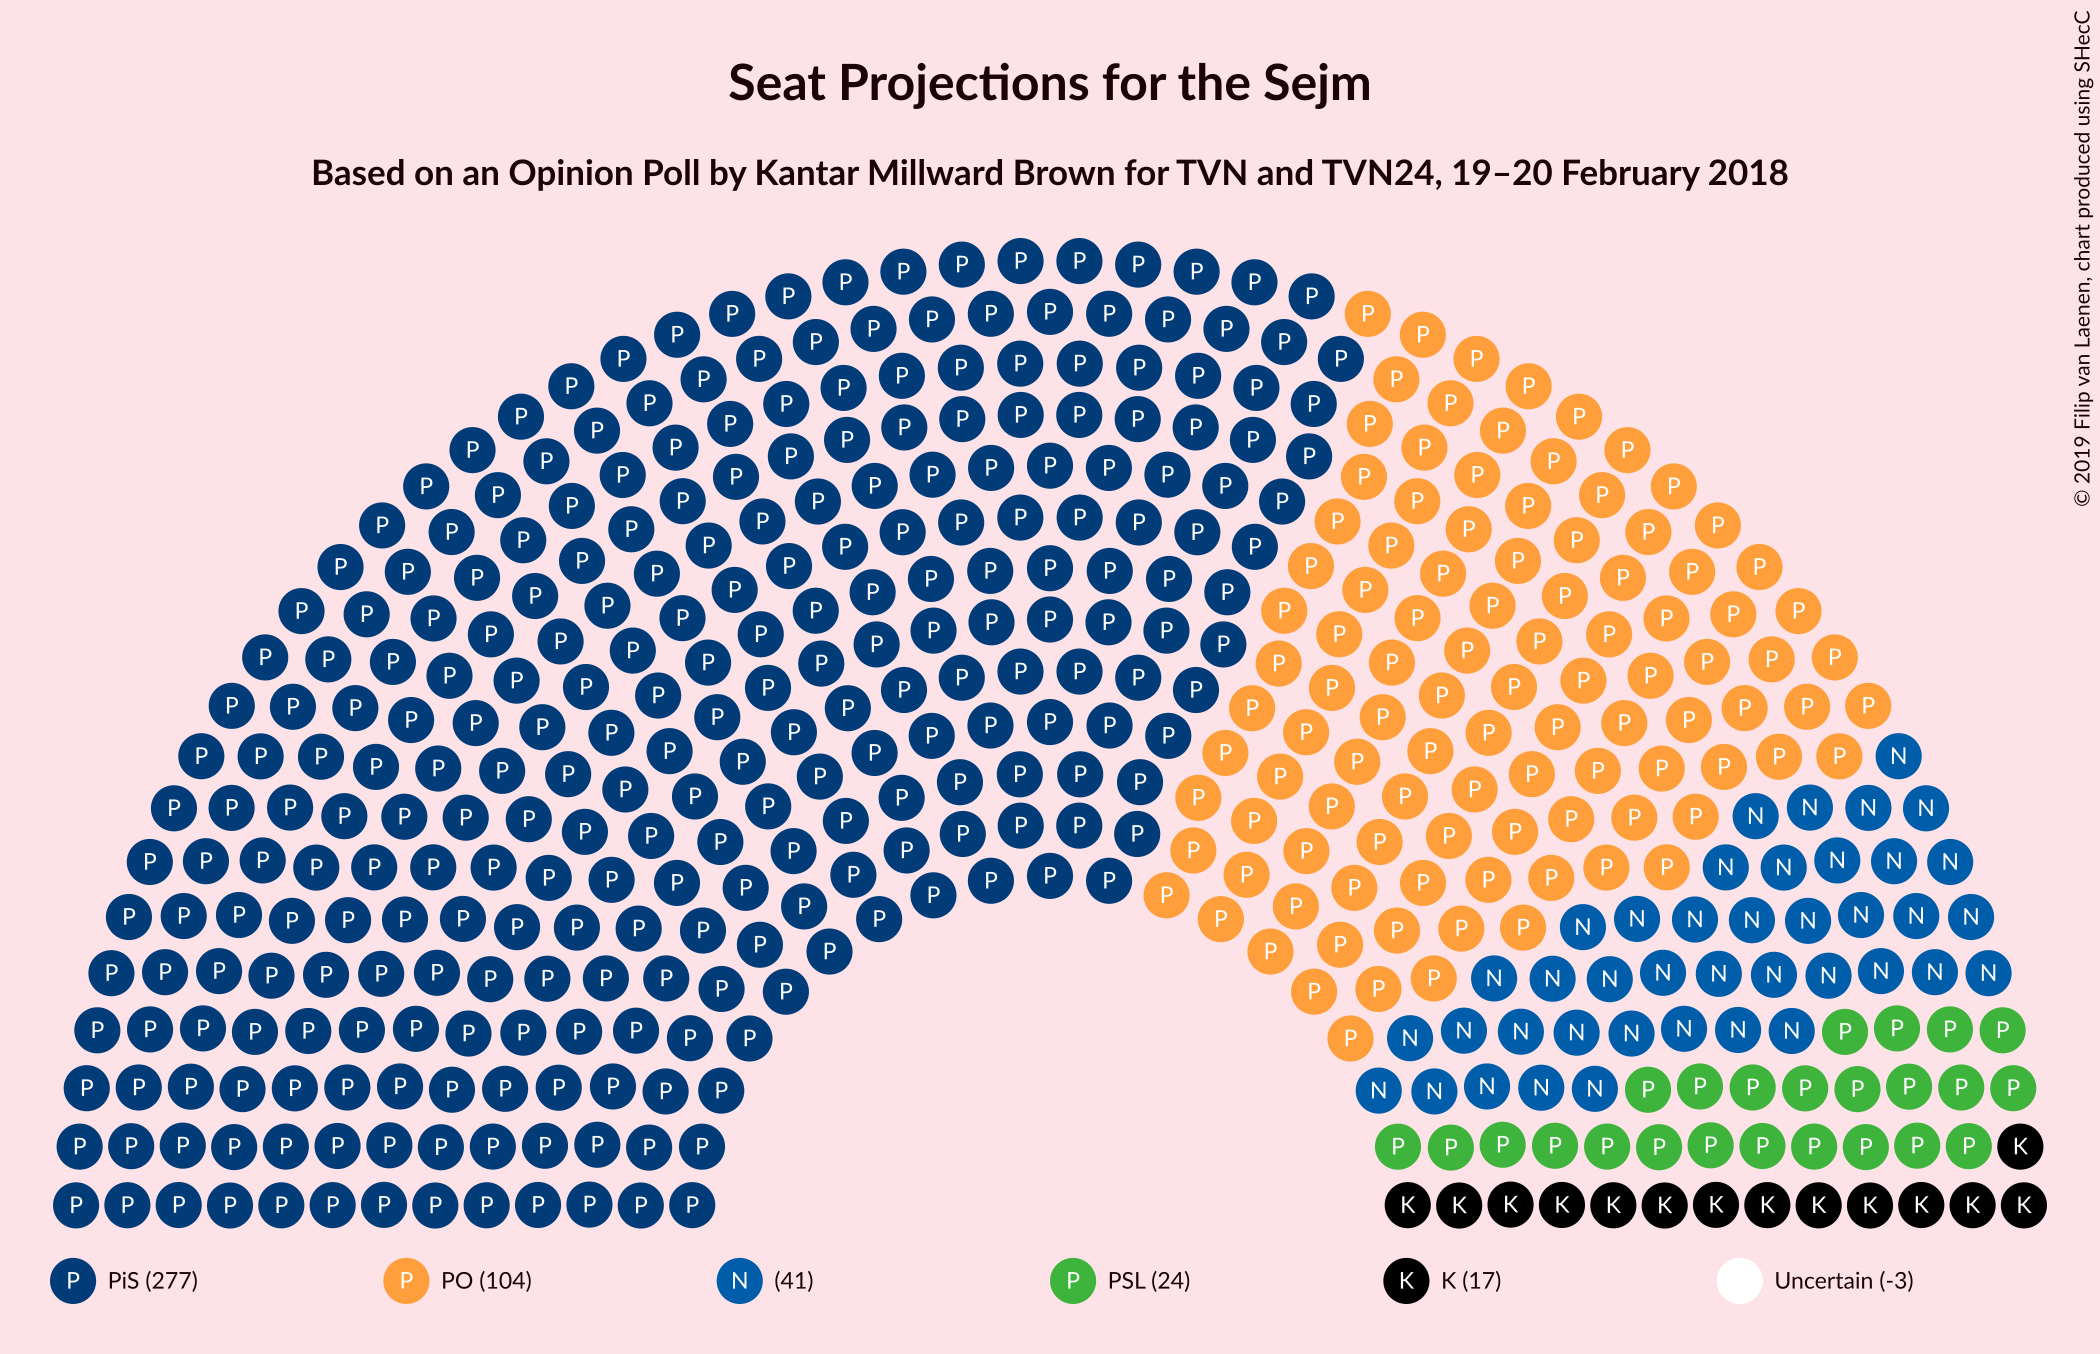 Seat Projections for the Sejm
Based on an Opinion Poll by Kantar Millward Brown for TVN and TVN24, 19–20 February 2018
© 2019 Filip van Laenen, chart produced using SHecC
P PiS (277) P PO (104) N (41) P PSL (24) K K (17) Uncertain (-3)